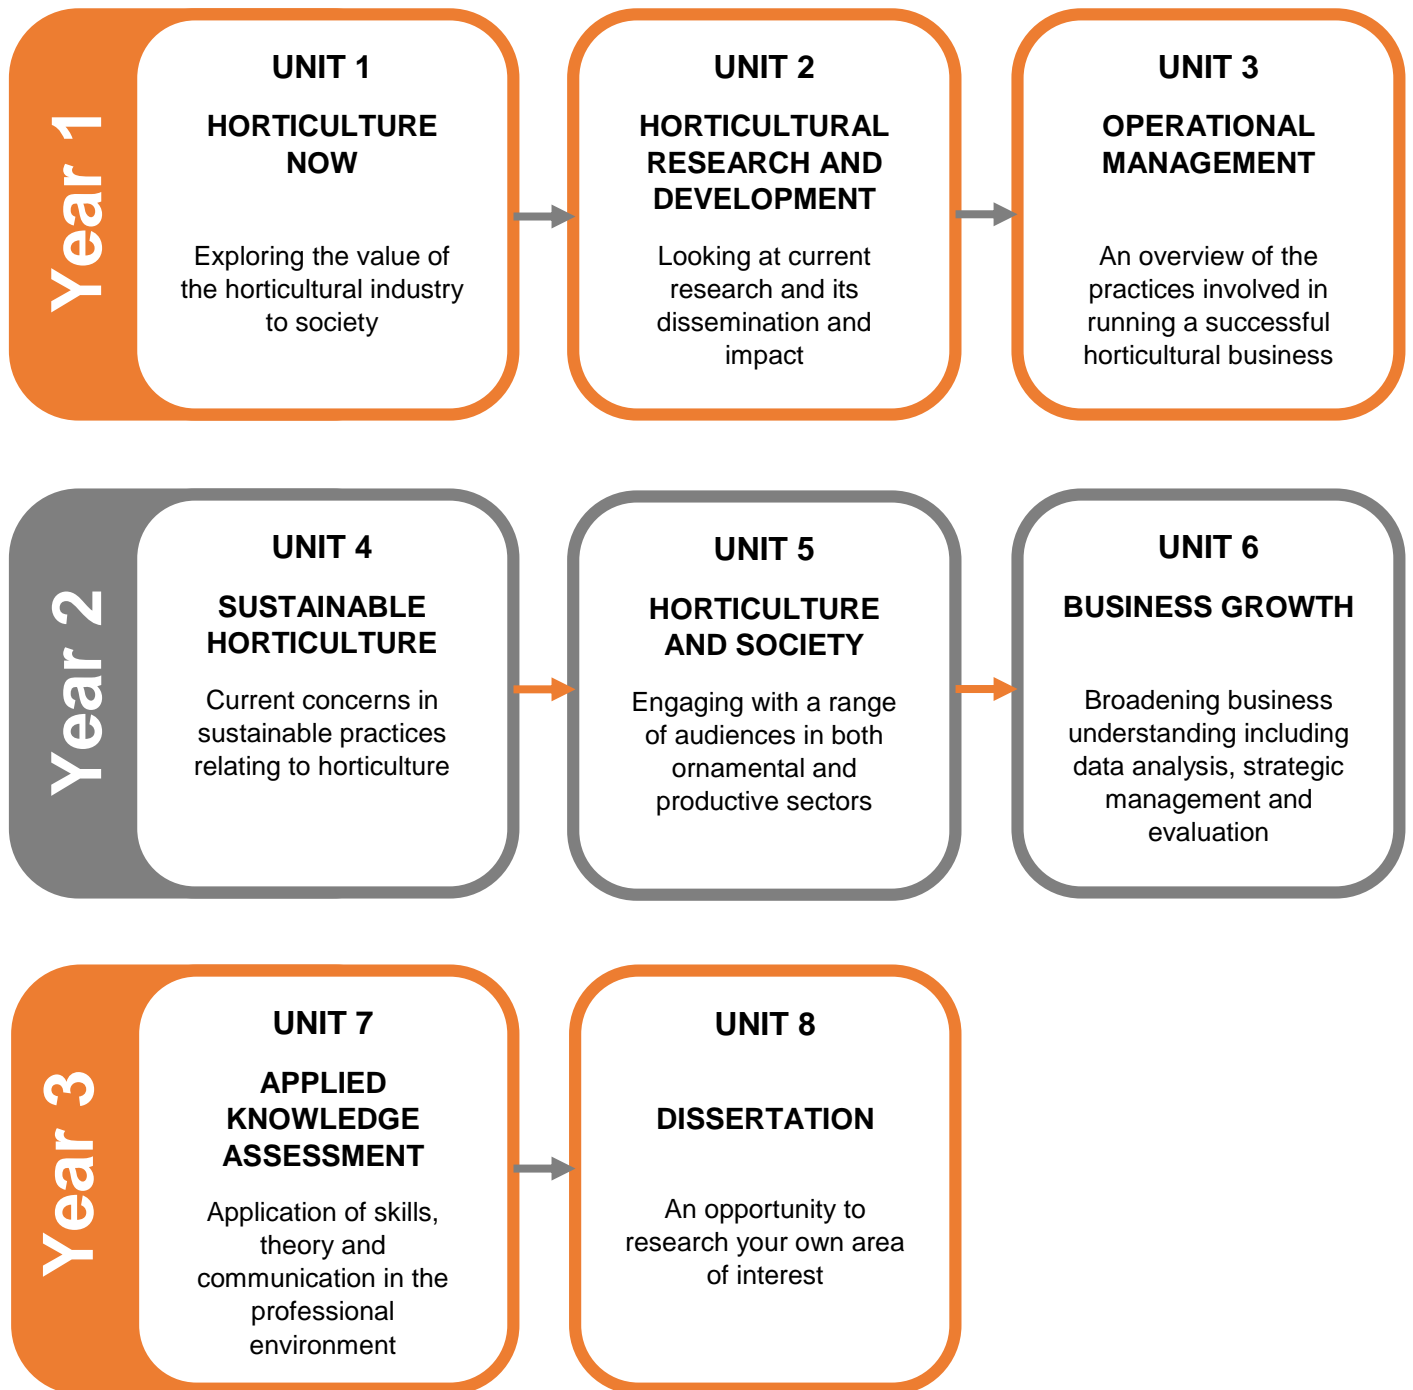 Year 1
UNIT 1
HORTICULTURE
NOW
Exploring the value of
the horticultural industry
to society
UNIT 2
HORTICULTURAL
RESEARCH AND
DEVELOPMENT
Looking at current
research and its
dissemination and
impact
UNIT 3
OPERATIONAL
MANAGEMENT
An overview of the
practices involved in
running a successful
horticultural business
Year 2
UNIT 4
SUSTAINABLE
HORTICULTURE
Current concerns in
sustainable practices
relating to horticulture
UNIT 5
HORTICULTURE
AND SOCIETY
Engaging with a range
of audiences in both
ornamental and
productive sectors
UNIT 6
BUSINESS GROWTH
Broadening business
understanding including
data analysis, strategic
management and
evaluation
Year 3
UNIT 7
APPLIED
KNOWLEDGE
ASSESSMENT
Application of skills,
theory and
communication in the
professional
environment
UNIT 8
DISSERTATION
An opportunity to
research your own area
of interest